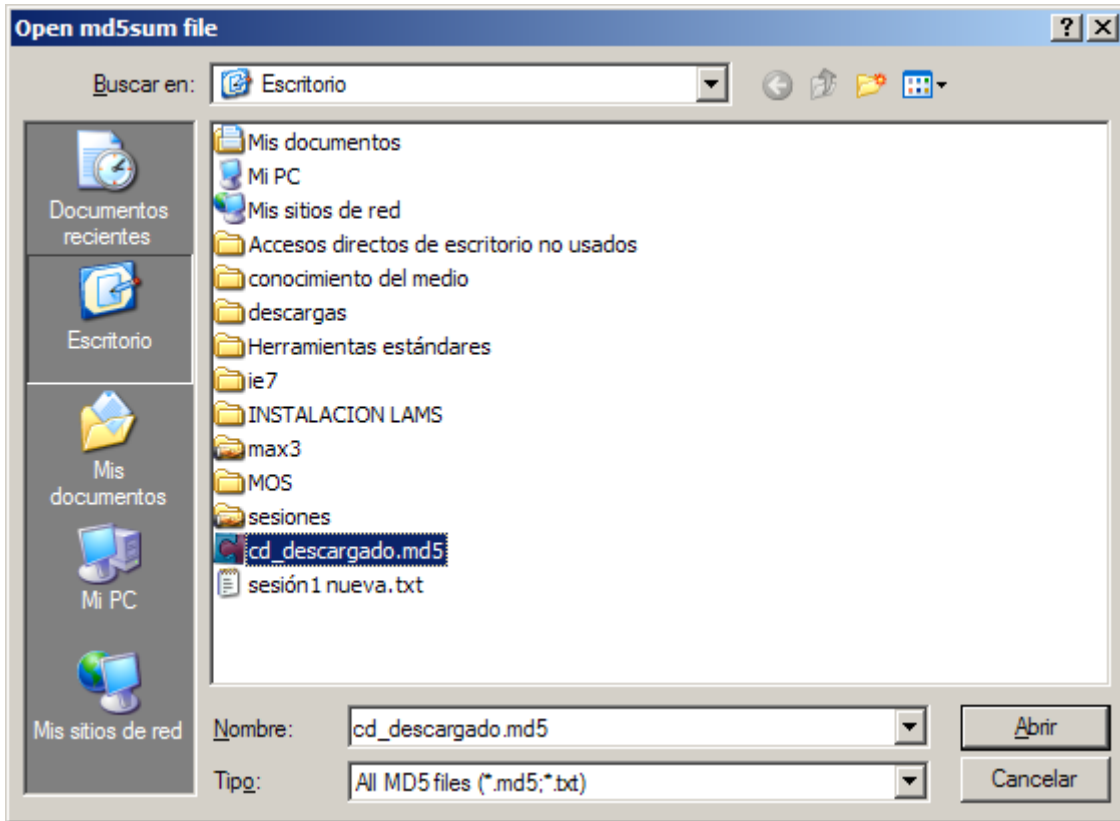 Open md5sum file
Buscar en: Escritorio
Documentos
recientes
Escritorio
Mis
documentos
Mi PC
Mis sitios de red
Mis documentos
Mi PC
Mis sitios de red
Accesos directos de escritorio no usados
conocimiento del medio
descargas
Herramientas estándares
ie7
INSTALACION LAMS
max3
MOS
sesiones
cd_descargado.md5
sesión1 nueva.txt
Nombre: cd_descargado.md5 Abrir
Tipo: All MD5 files (*.md5;*.txt) Cancelar